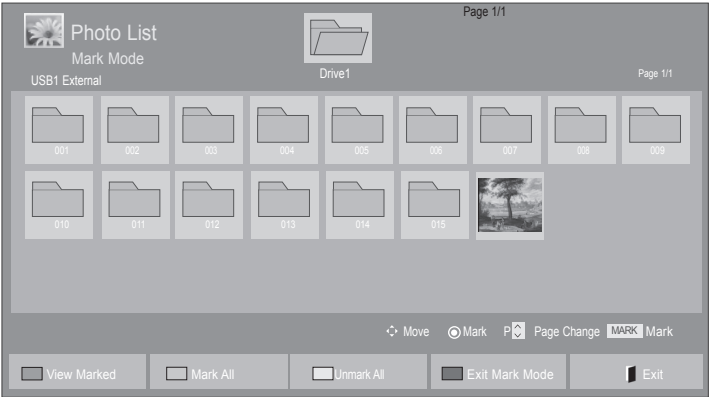 Page 1/1
Photo List
Mark Mode
USB1 External
Drive1
Page 1/1
001 002 003 004 005 006 007 008 009
010 011 012 013 014 015
Move Mark P Page Change MARK Mark
View Marked Mark All Unmark All Exit Mark Mode Exit